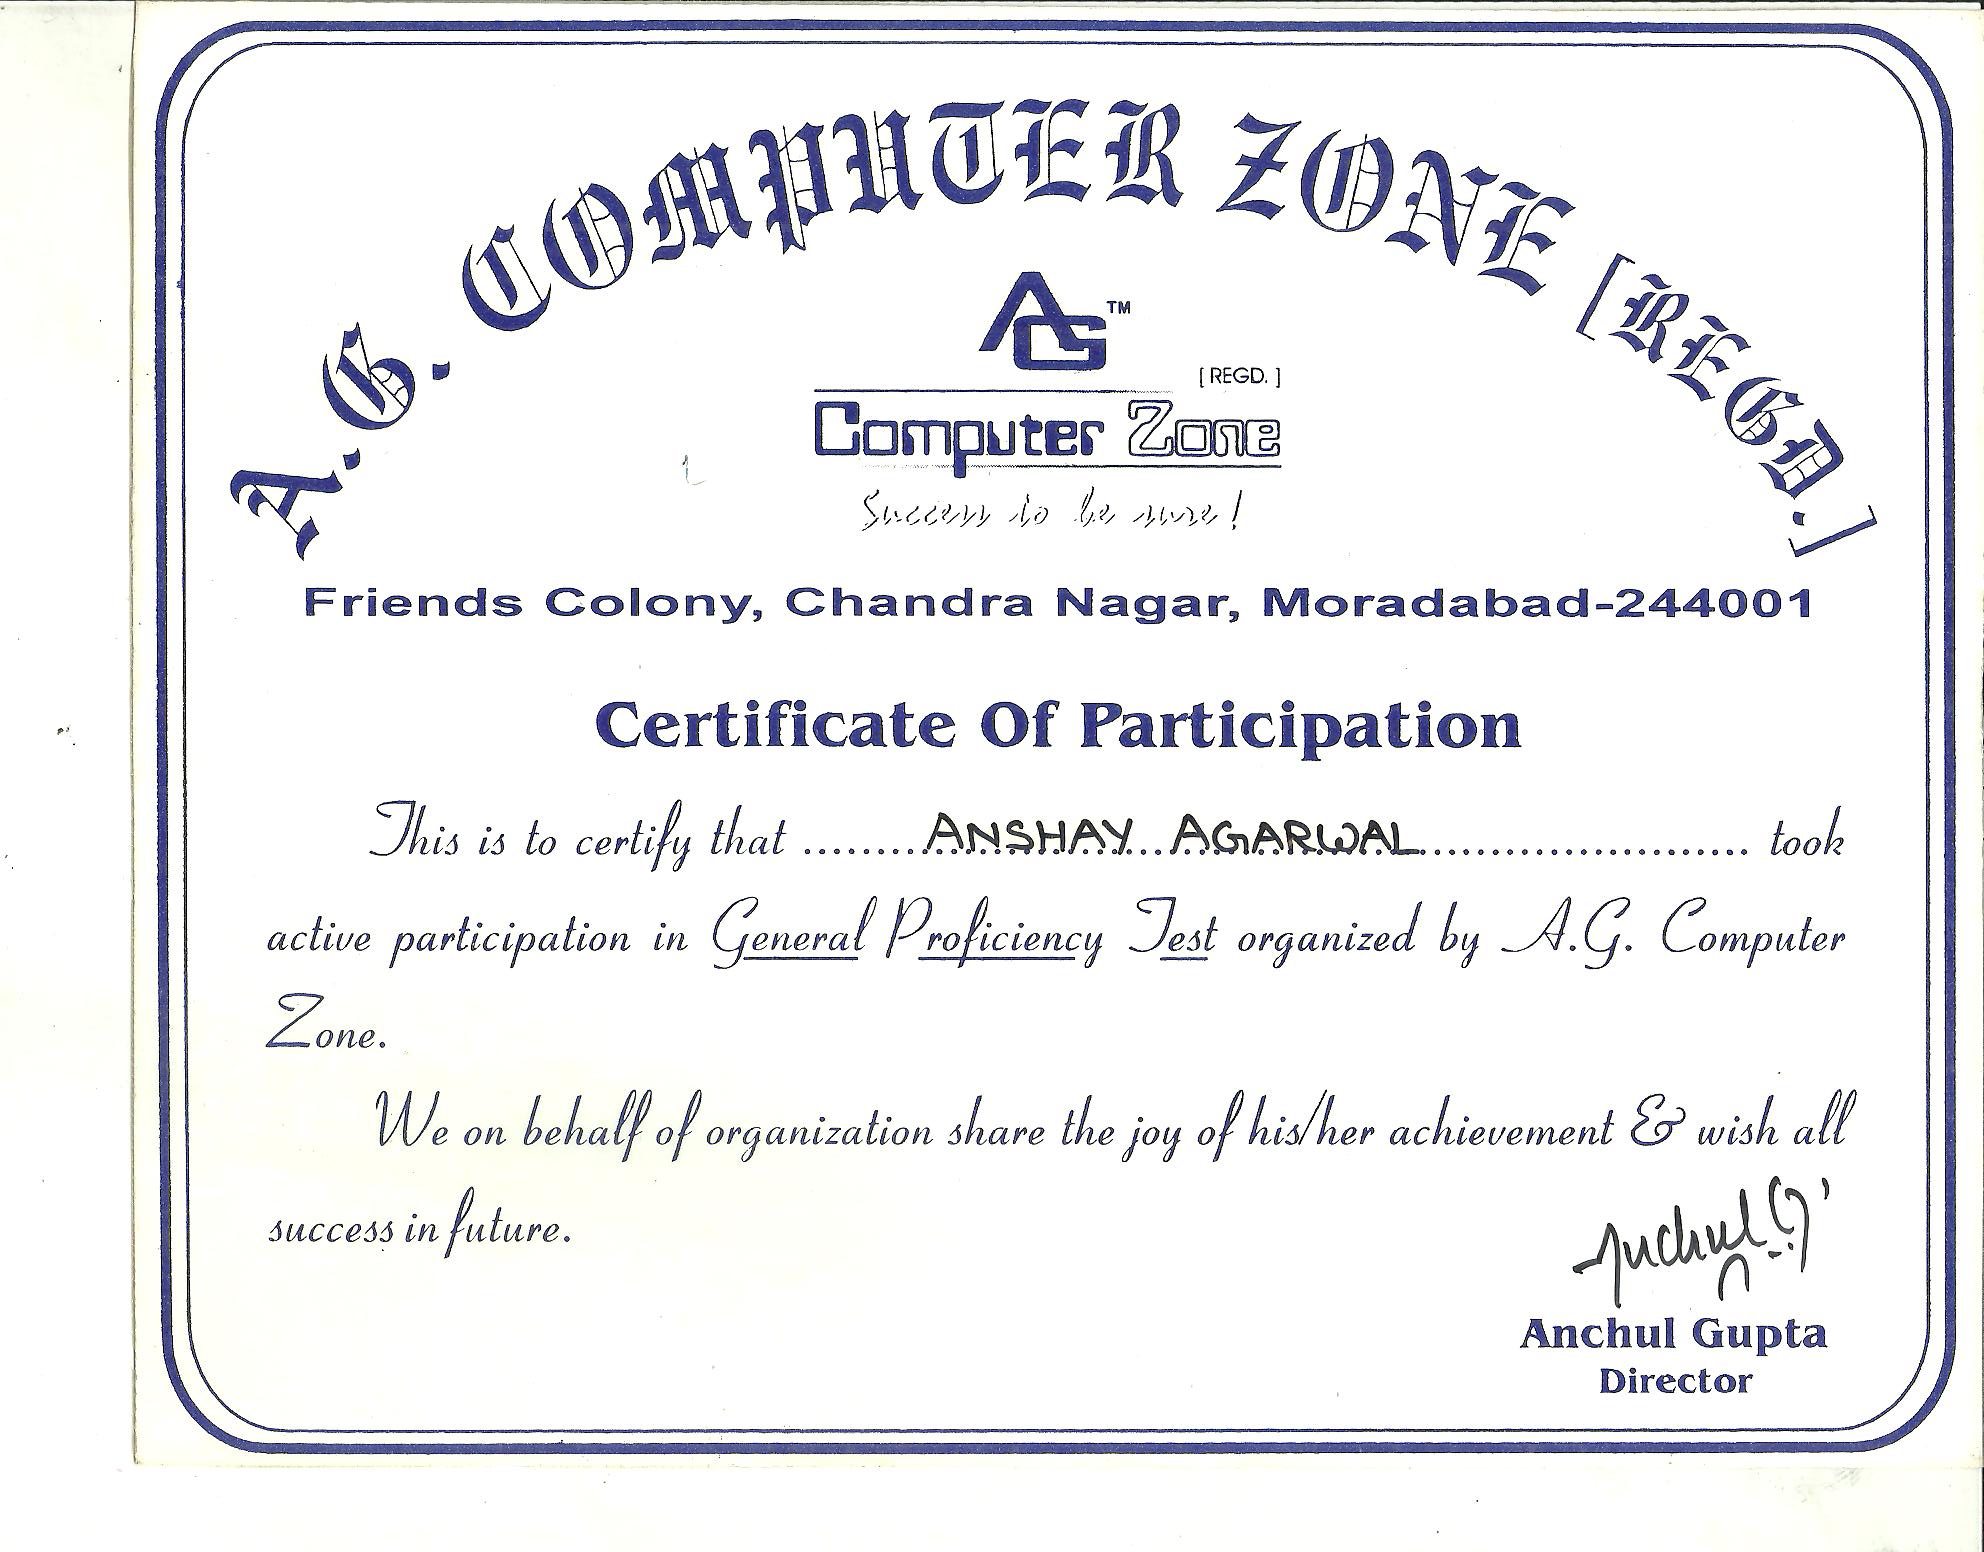 A.G. COMPUTER ZONE [REGD.]
AG TM
[ REGD. ]
Computer Zone
Success to be sure!
Friends Colony, Chandra Nagar, Moradabad-244001
Certificate Of Participation
This is to certify that ........ANSHAY AGARWAL............................ took
active participation in General Proficiency Test organized by A.G. Computer
Zone.
We on behalf of organization share the joy of his/her achievement & wish all
success in future.
Anchul G
Anchul Gupta
Director